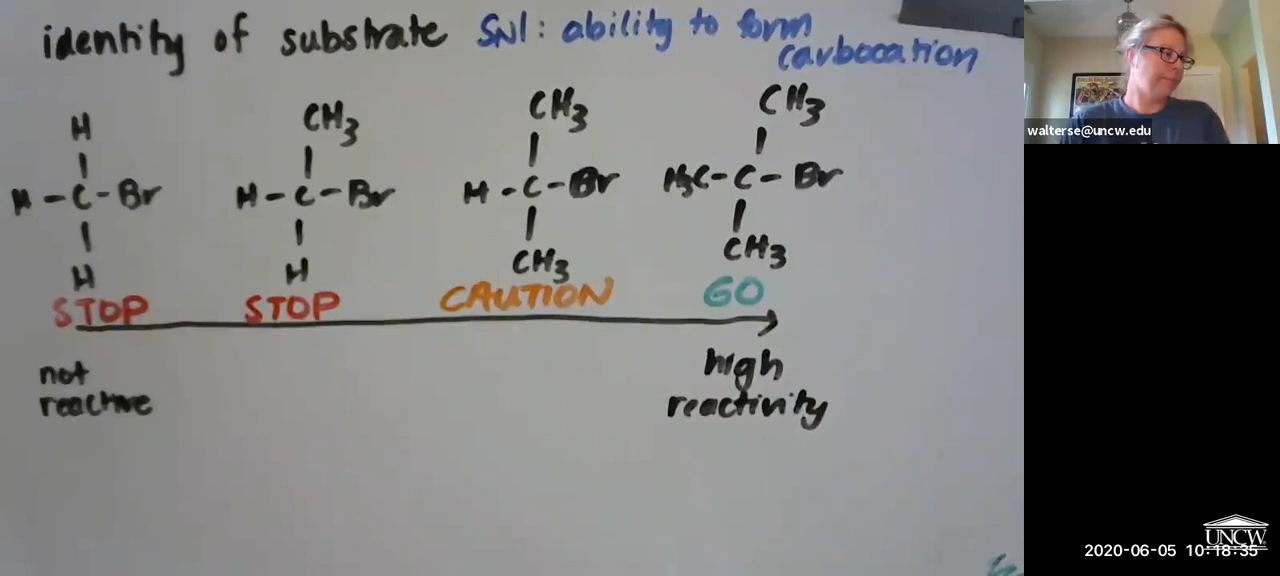 identity of substrate SN1: ability to form
carbocation
H CH3 CH3 CH3
H-C-Br H-C-Br H-C-Br H3C-C-Br
H H CH3 CH3
STOP STOP CAUTION GO
not
reactive
high
reactivity
walterse@uncw.edu
UNCW
2020-06-05 10:18:35